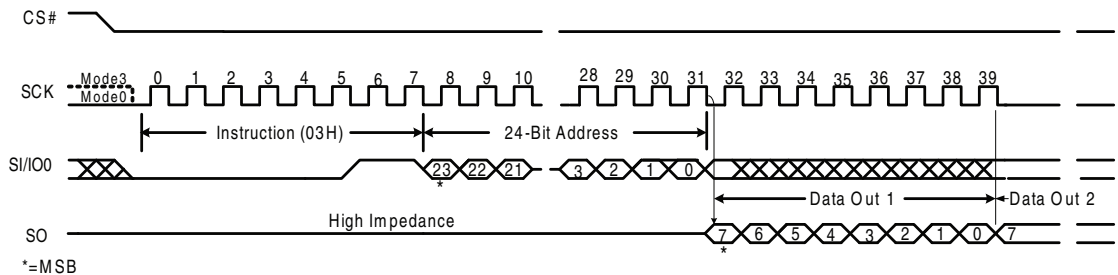 CS#
SCK Mode3 0 1 2 3 4 5 6 7 8 9 10 28 29 30 31 32 33 34 35 36 37 38 39
Mode0
Instruction (03H) 24-Bit Address
SI/IO0 23 22 21 3 2 1 0
*
Data Out 1 Data Out 2
High Impedance
SO 7 6 5 4 3 2 1 0 7
*
*=MSB